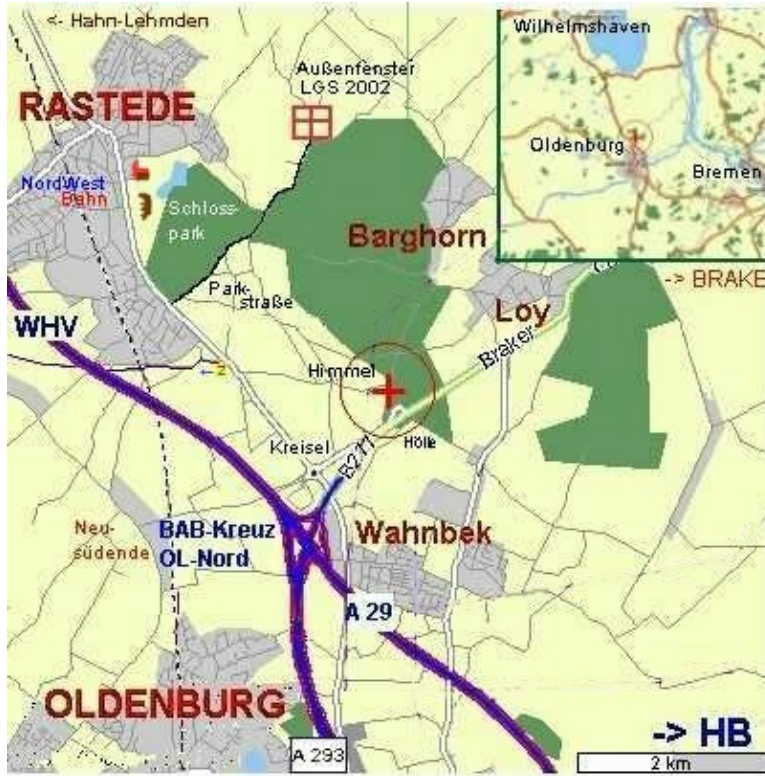 <- Hahn-Lehmden
Wilhelmshaven
Oldenburg
Bremen
Außenfenster
LGS 2002
RASTEDE
NordWest
Bahn
Schloss-
park
Barghorn
Park-
straße
-> BRAKE
Loy
WHV
Braker
Himmel
<- 2
Kreisel
Hölle
B211
Neu-
südende
BAB-Kreuz
OL-Nord
Wahnbek
A 29
OLDENBURG
-> HB
A 293
2 km